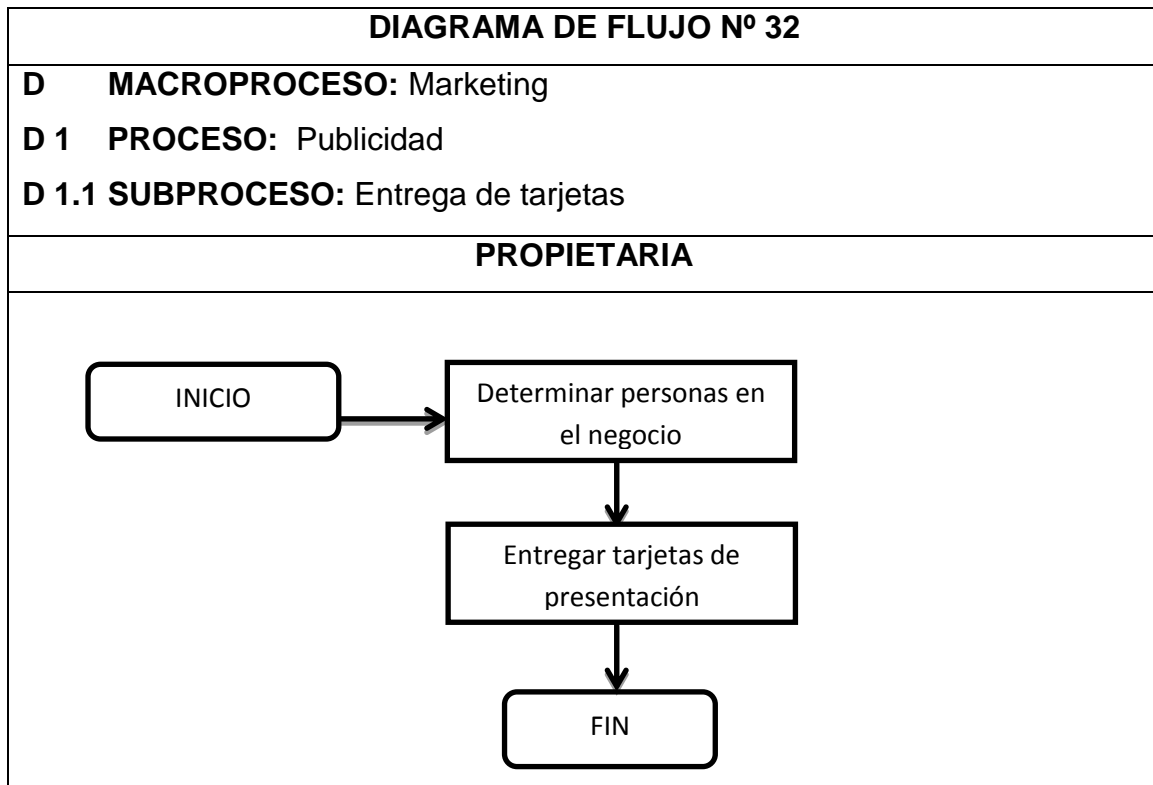 DIAGRAMA DE FLUJO Nº 32
D MACROPROCESO: Marketing
D 1 PROCESO: Publicidad
D 1.1 SUBPROCESO: Entrega de tarjetas
PROPIETARIA
INICIO
Determinar personas en
el negocio
Entregar tarjetas de
presentación
FIN